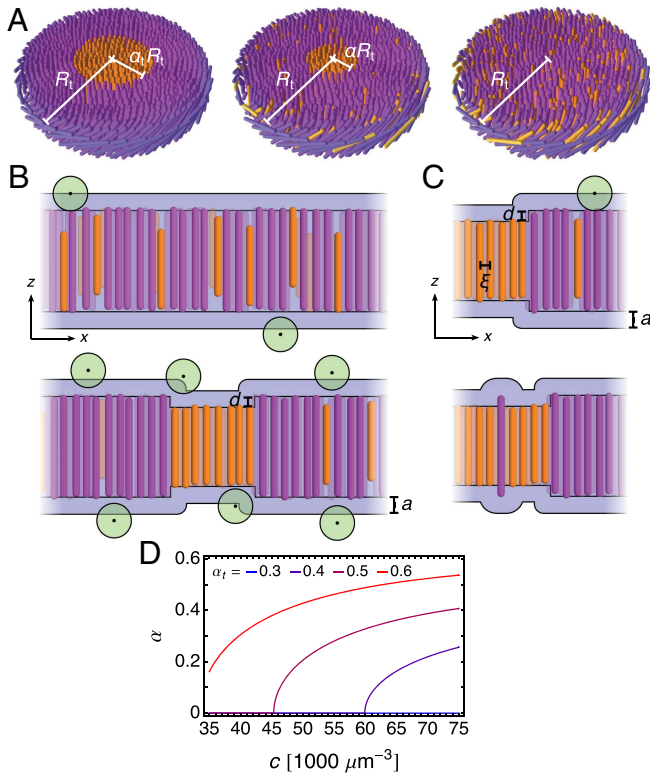 A
R_t
α_t R_t
R_t
αR_t
R_t
B
z
x
d
a
C
d
ξ
z
x
a
D
α_t = 0.3 0.4 0.5 0.6
0.6
0.4
0.2
0
α
35 40 45 50 55 60 65 70 75
c [1000 μm⁻³]